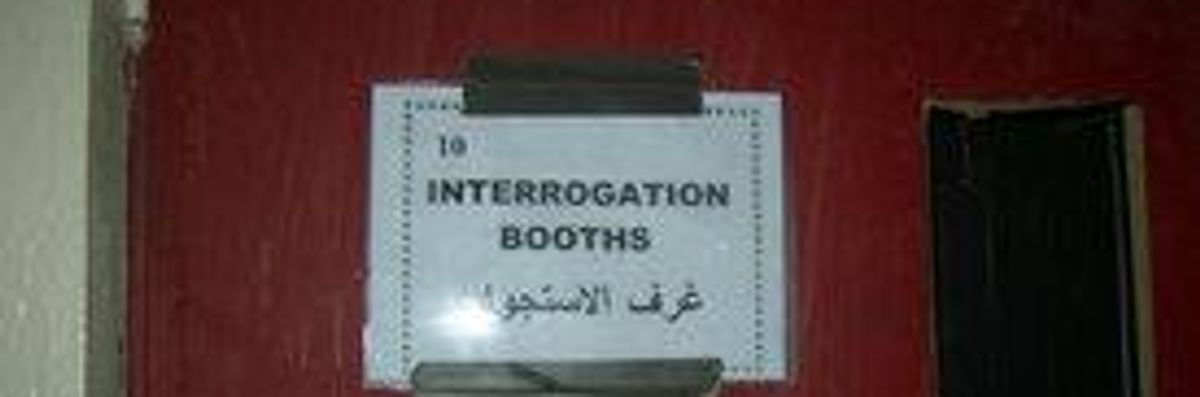 10
INTERROGATION
BOOTHS
غرف